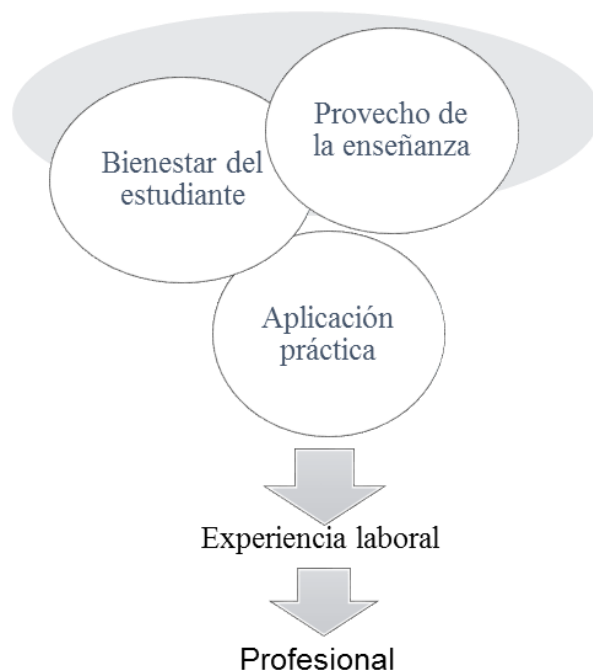 Provecho de
la enseñanza
Bienestar del
estudiante
Aplicación
práctica
Experiencia laboral
Profesional